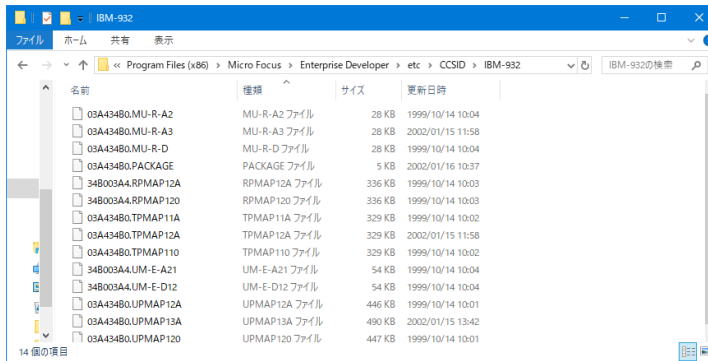 IBM-932
ファイル ホーム 共有 表示
« Program Files (x86) › Micro Focus › Enterprise Developer › etc › CCSID › IBM-932 IBM-932の検索
名前 種類 サイズ 更新日時
03A434B0.MU-R-A2 MU-R-A2 ファイル 28 KB 1999/10/14 10:04
03A434B0.MU-R-A3 MU-R-A3 ファイル 28 KB 2002/01/15 11:58
03A434B0.MU-R-D MU-R-D ファイル 28 KB 1999/10/14 10:04
03A434B0.PACKAGE PACKAGE ファイル 5 KB 2002/01/16 10:37
34B003A4.RPMAP12A RPMAP12A ファイル 336 KB 1999/10/14 10:03
34B003A4.RPMAP120 RPMAP120 ファイル 336 KB 1999/10/14 10:03
03A434B0.TPMAP11A TPMAP11A ファイル 329 KB 1999/10/14 10:02
03A434B0.TPMAP12A TPMAP12A ファイル 329 KB 2002/01/15 11:58
03A434B0.TPMAP110 TPMAP110 ファイル 329 KB 1999/10/14 10:02
34B003A4.UM-E-A21 UM-E-A21 ファイル 54 KB 1999/10/14 10:04
34B003A4.UM-E-D12 UM-E-D12 ファイル 54 KB 1999/10/14 10:04
03A434B0.UPMAP12A UPMAP12A ファイル 446 KB 1999/10/14 10:01
03A434B0.UPMAP13A UPMAP13A ファイル 490 KB 2002/01/15 13:42
03A434B0.UPMAP120 UPMAP120 ファイル 447 KB 1999/10/14 10:01
14 個の項目